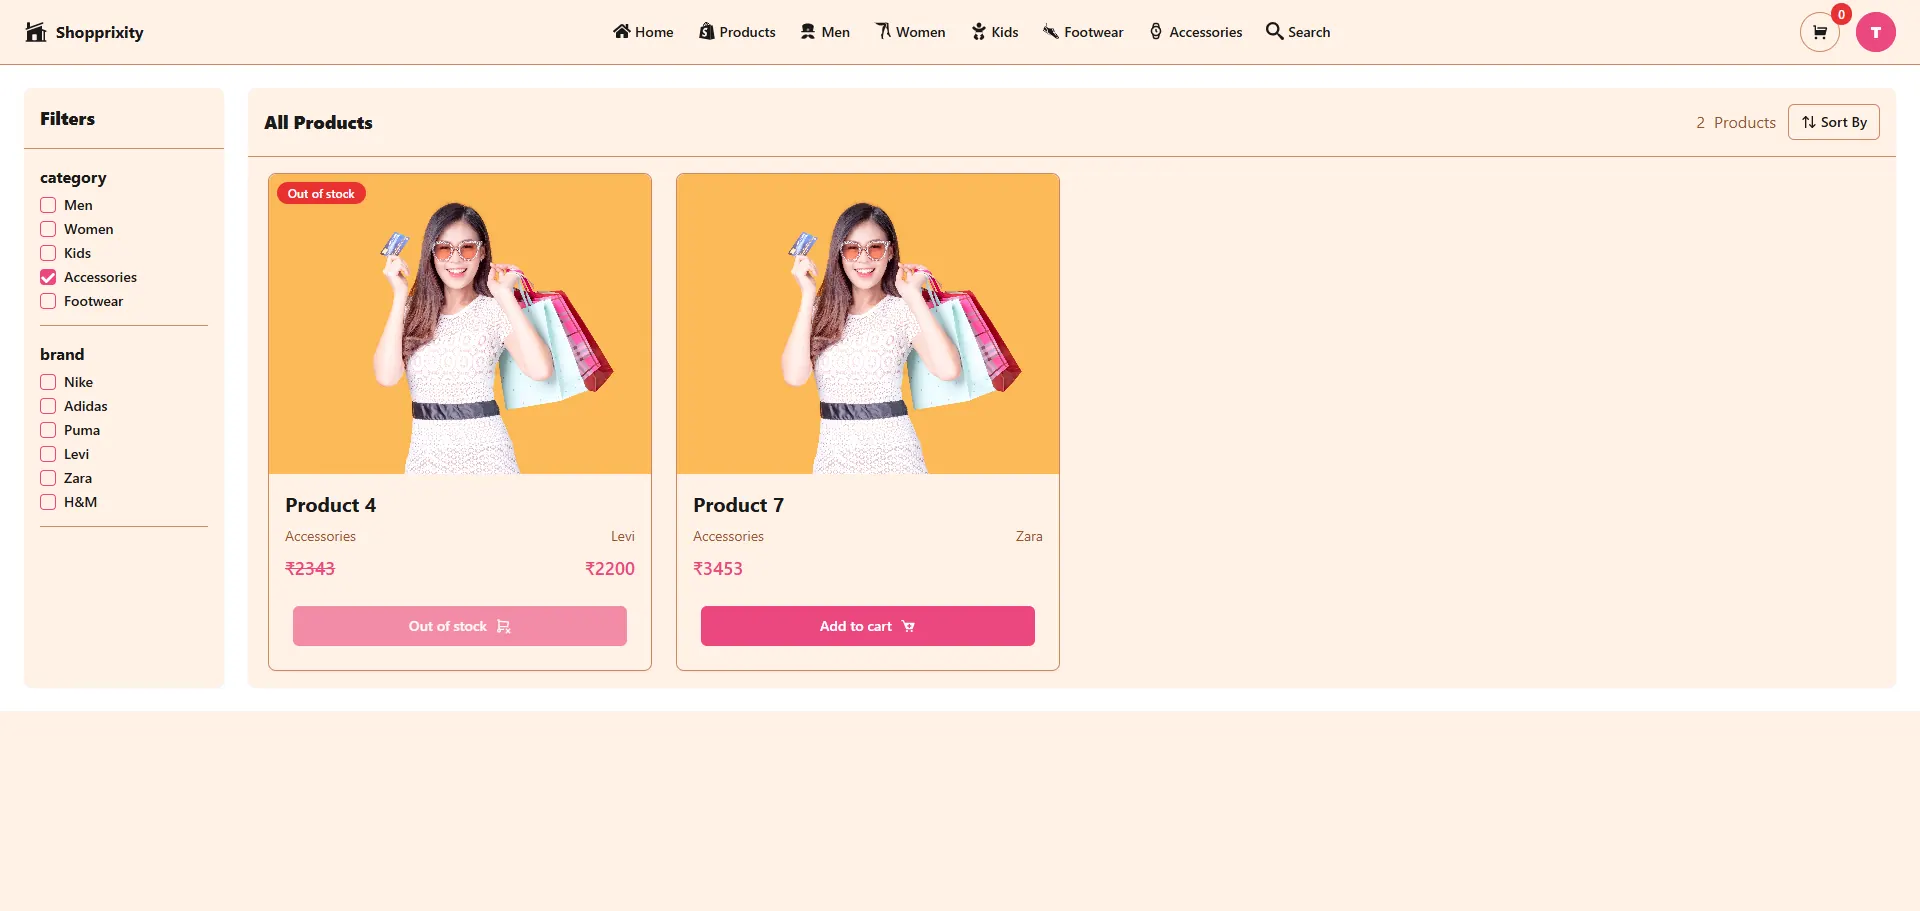 Shopprixity
Home
Products
Men
Women
Kids
Footwear
Accessories
Search
0
T
Filters
category
Men
Women
Kids
Accessories
Footwear
brand
Nike
Adidas
Puma
Levi
Zara
H&M
All Products
2 Products
Sort By
Out of stock
Product 4
Accessories
Levi
₹2343
₹2200
Out of stock
Product 7
Accessories
Zara
₹3453
Add to cart